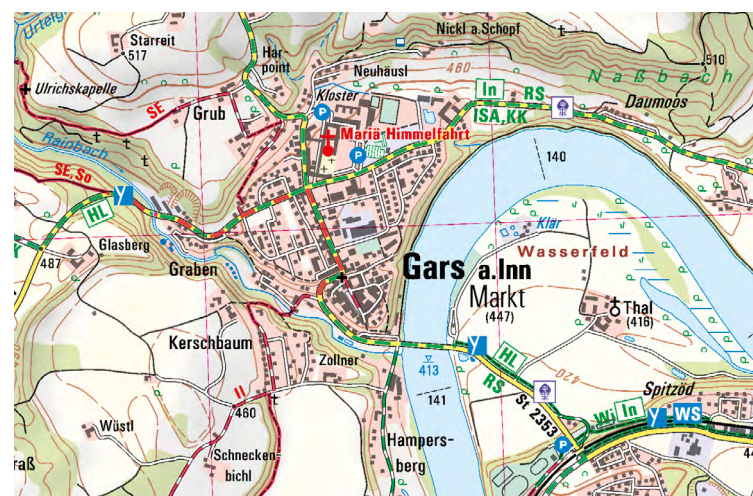 Urtelg
Starreit
517
Har-
point
Nickl a.Schopf
Neuhäusl
480
510
Naßbach
Ulrichskapelle
SE
Grub
Kloster
P
In
RS
ISA,KK
Daumoos
Mariä Himmelfahrt
P
Rainbach
140
SE, So
y
HL
Klär
Wasserfeld
Glasberg
487
Graben
Gars a.Inn
Markt
(447)
Thal
(416)
Kerschbaum
Zollner
y
HL
413
RS
420
Spitzöd
II
460
141
St 2353
Wi
In
y
WS
Wüstl
P
Hampers-
berg
Schnecken-
bichl
raß
44